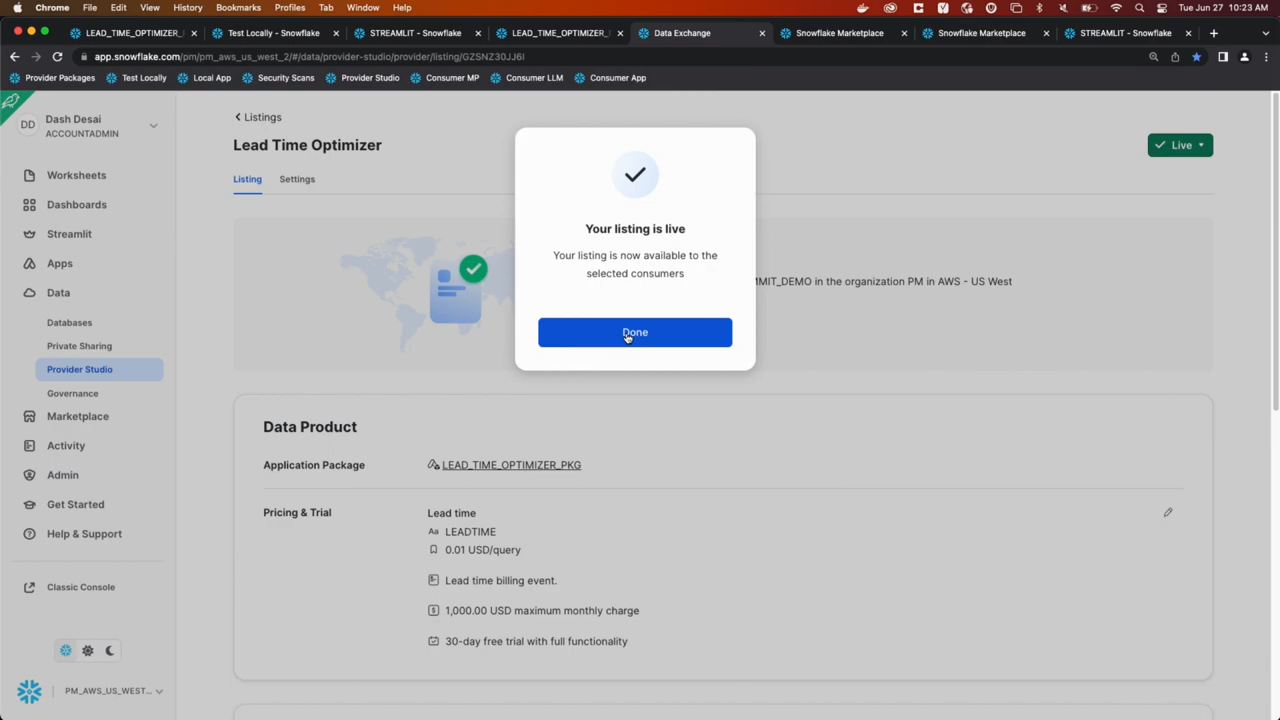 Chrome File Edit View History Bookmarks Profiles Tab Window Help Tue Jun 27 10:23 AM
LEAD_TIME_OPTIMIZER_ Test Locally - Snowflake STREAMLIT - Snowflake LEAD_TIME_OPTIMIZER_ Data Exchange Snowflake Marketplace Snowflake Marketplace STREAMLIT - Snowflake
app.snowflake.com/pm/pm_aws_us_west_2/#/data/provider-studio/provider/listing/GZSNZ30JJ6I
Provider Packages Test Locally Local App Security Scans Provider Studio Consumer MP Consumer LLM Consumer App
DD
Dash Desai
ACCOUNTADMIN
Worksheets
Dashboards
Streamlit
Apps
Data
Databases
Private Sharing
Provider Studio
Governance
Marketplace
Activity
Admin
Get Started
Help & Support
Classic Console
PM_AWS_US_WEST...
Listings
Lead Time Optimizer
Live
Listing Settings
MIT_DEMO in the organization PM in AWS - US West
Your listing is live
Your listing is now available to the
selected consumers
Done
Data Product
Application Package LEAD_TIME_OPTIMIZER_PKG
Pricing & Trial Lead time
Aa LEADTIME
0.01 USD/query
Lead time billing event.
1,000.00 USD maximum monthly charge
30-day free trial with full functionality